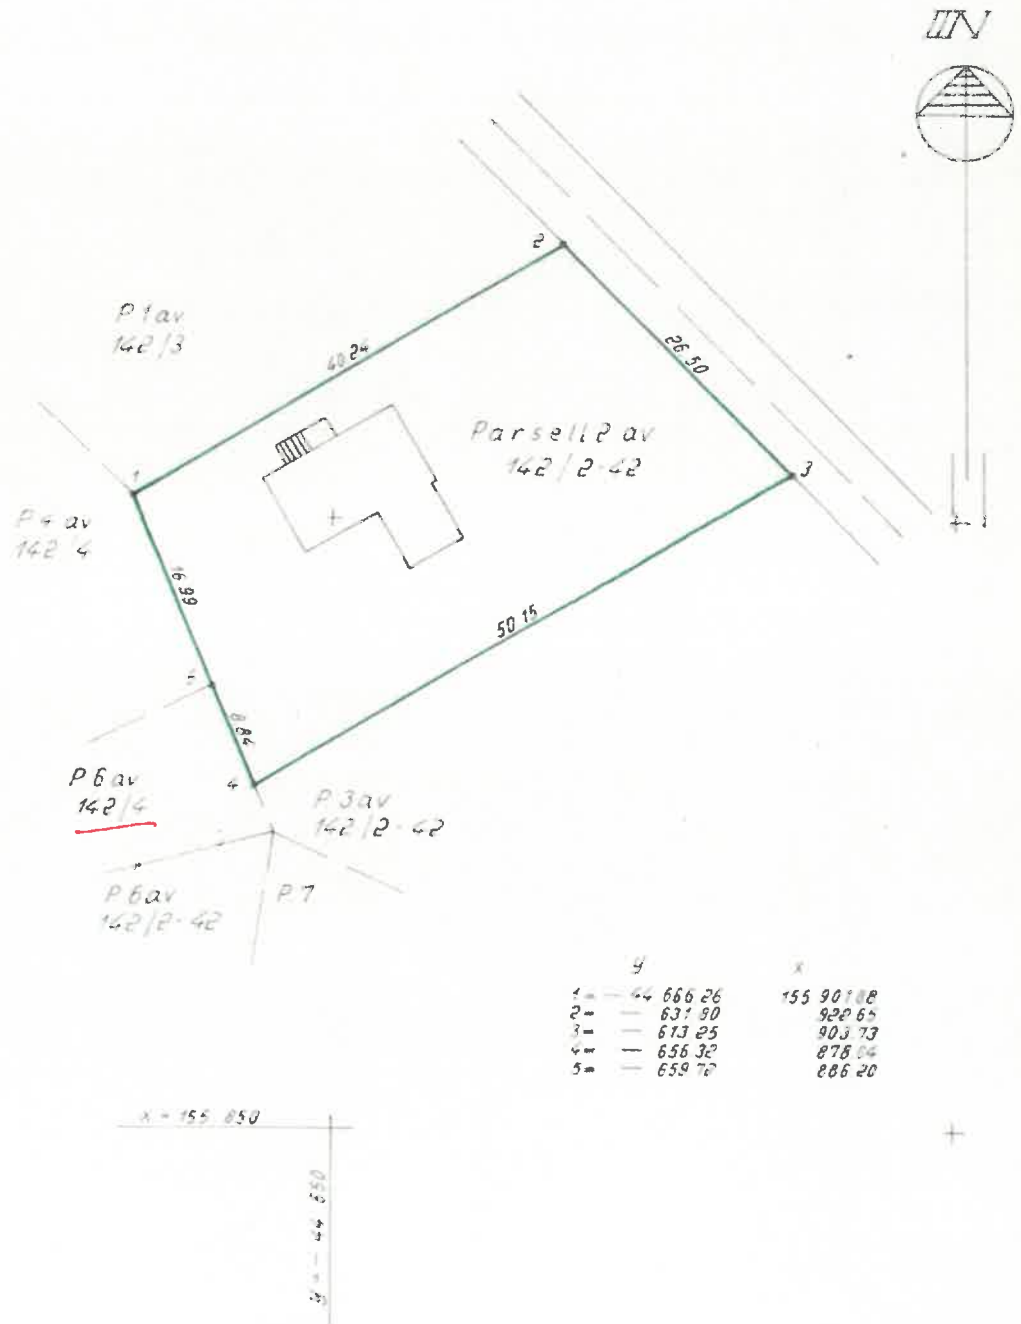 N
2
P 1 av
142/3
40 24
26 50
Parsell 2 av
142/2-42
3
1
P 4 av
142/4
16 99
50 15
5
8 84
4
P 6 av
142/4
P 3 av
142/2-42
P 6 av
142/2-42
P 7
y x
1= — 44 666 26 155 901 88
2= — 631 80 922 65
3= — 613 25 903 73
4= — 656 32 878 04
5= — 659 72 886 20
x = 155 850
y = - 44 650